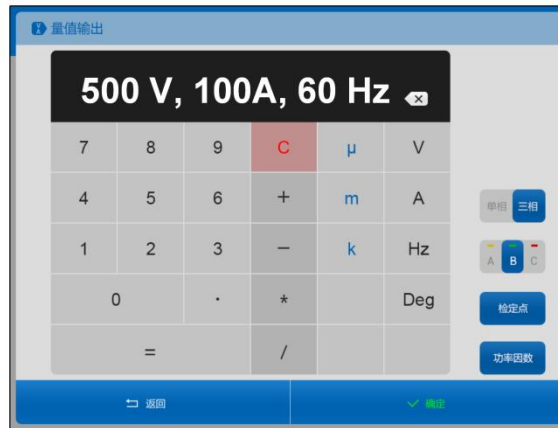 量值输出
500 V, 100A, 60 Hz
7 8 9 C μ V
4 5 6 + m A
单相 三相
1 2 3 — k Hz
A B C
0 · * Deg
检定点
= /
功率因数
返回
确定